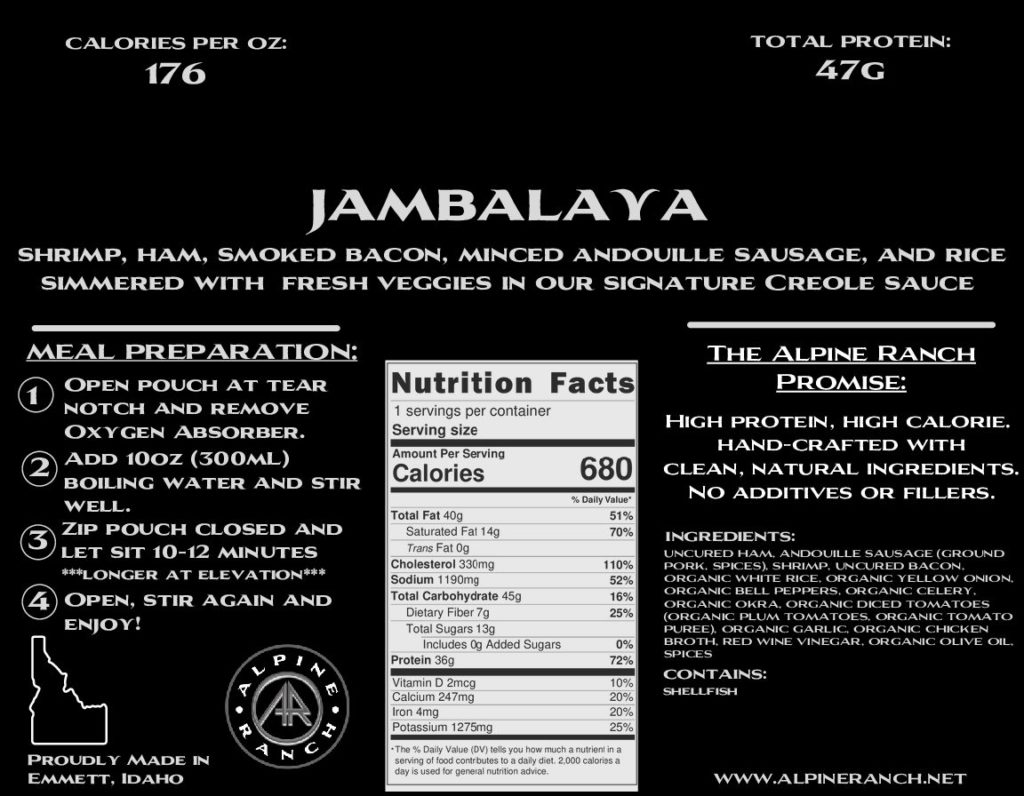 CALORIES PER OZ:
176
TOTAL PROTEIN:
47G
JAMBALAYA
SHRIMP, HAM, SMOKED BACON, MINCED ANDOUILLE SAUSAGE, AND RICE
SIMMERED WITH FRESH VEGGIES IN OUR SIGNATURE CREOLE SAUCE
MEAL PREPARATION:
1 OPEN POUCH AT TEAR
NOTCH AND REMOVE
OXYGEN ABSORBER.
2 ADD 10OZ (300ML)
BOILING WATER AND STIR
WELL.
3 ZIP POUCH CLOSED AND
LET SIT 10-12 MINUTES
***LONGER AT ELEVATION***
4 OPEN, STIR AGAIN AND
ENJOY!
PROUDLY MADE IN
EMMETT, IDAHO
ALPINE
AR
RANCH
Nutrition Facts
1 servings per container
Serving size
Amount Per Serving
Calories 680
% Daily Value*
Total Fat 40g 51%
Saturated Fat 14g 70%
Trans Fat 0g
Cholesterol 330mg 110%
Sodium 1190mg 52%
Total Carbohydrate 45g 16%
Dietary Fiber 7g 25%
Total Sugars 13g
Includes 0g Added Sugars 0%
Protein 36g 72%
Vitamin D 2mcg 10%
Calcium 247mg 20%
Iron 4mg 20%
Potassium 1275mg 25%
*The % Daily Value (DV) tells you how much a nutrient in a
serving of food contributes to a daily diet. 2,000 calories a
day is used for general nutrition advice.
THE ALPINE RANCH
PROMISE:
HIGH PROTEIN, HIGH CALORIE.
HAND-CRAFTED WITH
CLEAN, NATURAL INGREDIENTS.
NO ADDITIVES OR FILLERS.
INGREDIENTS:
UNCURED HAM, ANDOUILLE SAUSAGE (GROUND
PORK, SPICES), SHRIMP, UNCURED BACON,
ORGANIC WHITE RICE, ORGANIC YELLOW ONION,
ORGANIC BELL PEPPERS, ORGANIC CELERY,
ORGANIC OKRA, ORGANIC DICED TOMATOES
(ORGANIC PLUM TOMATOES, ORGANIC TOMATO
PUREE), ORGANIC GARLIC, ORGANIC CHICKEN
BROTH, RED WINE VINEGAR, ORGANIC OLIVE OIL,
SPICES
CONTAINS:
SHELLFISH
WWW.ALPINERANCH.NET